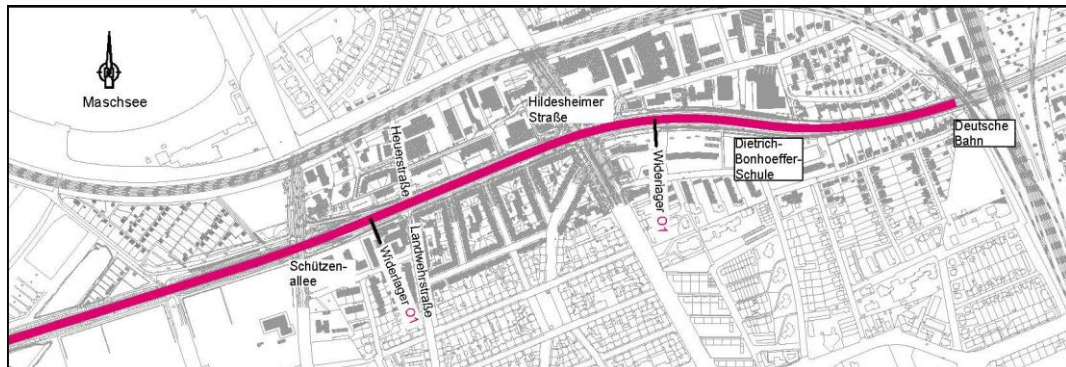 Maschsee
Hildesheimer
Straße
Heuerstraße
Deutsche
Bahn
Dietrich-
Bonhoeffer-
Schule
Widerlager O1
Widerlager O1
Landwehrstraße
Schützen-
allee